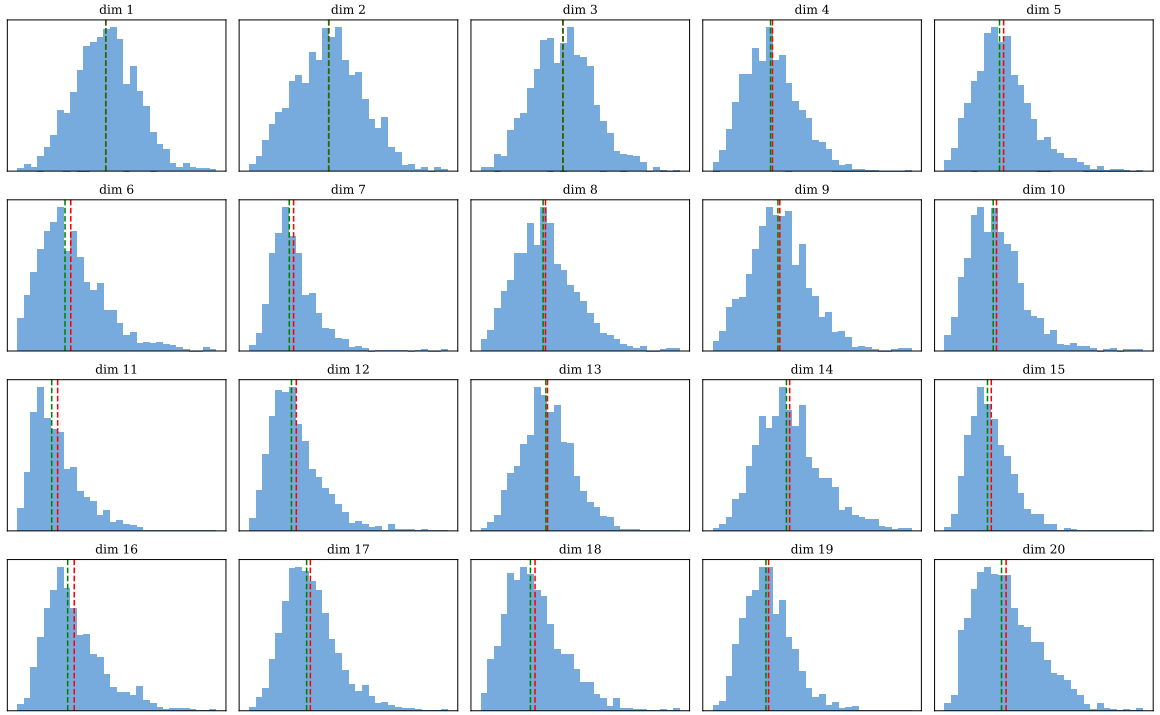 dim 1
dim 2
dim 3
dim 4
dim 5
dim 6
dim 7
dim 8
dim 9
dim 10
dim 11
dim 12
dim 13
dim 14
dim 15
dim 16
dim 17
dim 18
dim 19
dim 20